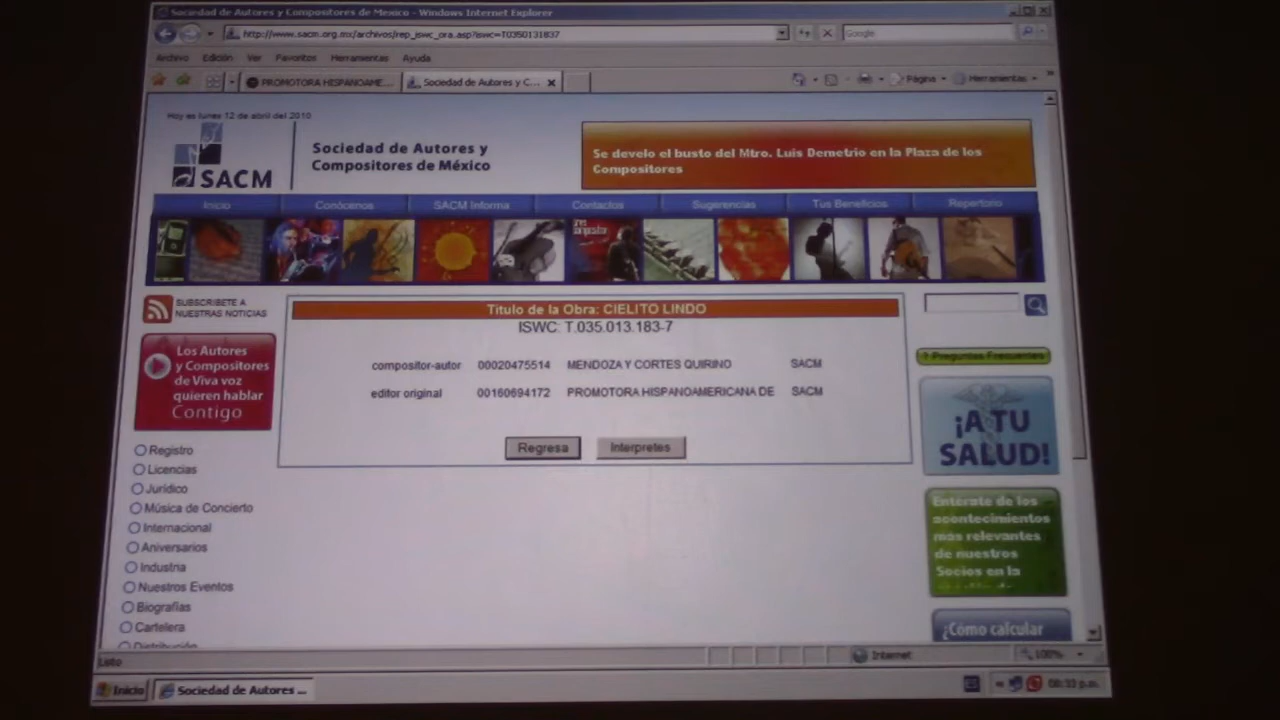 Sociedad de Autores y Compositores de Mexico - Windows Internet Explorer
http://www.sacm.org.mx/archivos/rep_iswc_ora.asp?iswc=T0350131837
Google
Archivo Edición Ver Favoritos Herramientas Ayuda
PROMOTORA HISPANOAME...
Sociedad de Autores y C...
Página
Herramientas
Hoy es lunes 12 de abril del 2010
SACM
Sociedad de Autores y
Compositores de México
Se develo el busto del Mtro. Luis Demetrio en la Plaza de los
Compositores
Inicio Conócenos SACM Informa Contactos Sugerencias Tus Beneficios Repertorio
SUBSCRIBETE A
NUESTRAS NOTICIAS
Los Autores
y Compositores
de Viva voz
quieren hablar
Contigo
Registro
Licencias
Jurídico
Música de Concierto
Internacional
Aniversarios
Industria
Nuestros Eventos
Biografías
Cartelera
Distribución
Titulo de la Obra: CIELITO LINDO
ISWC: T.035.013.183-7
compositor-autor 00020475514 MENDOZA Y CORTES QUIRINO SACM
editor original 00160694172 PROMOTORA HISPANOAMERICANA DE SACM
Regresa Interpretes
? Preguntas Frecuentes
¡A TU
SALUD!
Entérate de los
acontecimientos
más relevantes
de nuestros
Socios en la
¿Cómo calcular
Listo
Internet
100%
Inicio
Sociedad de Autores ...
ES
08:33 p.m.